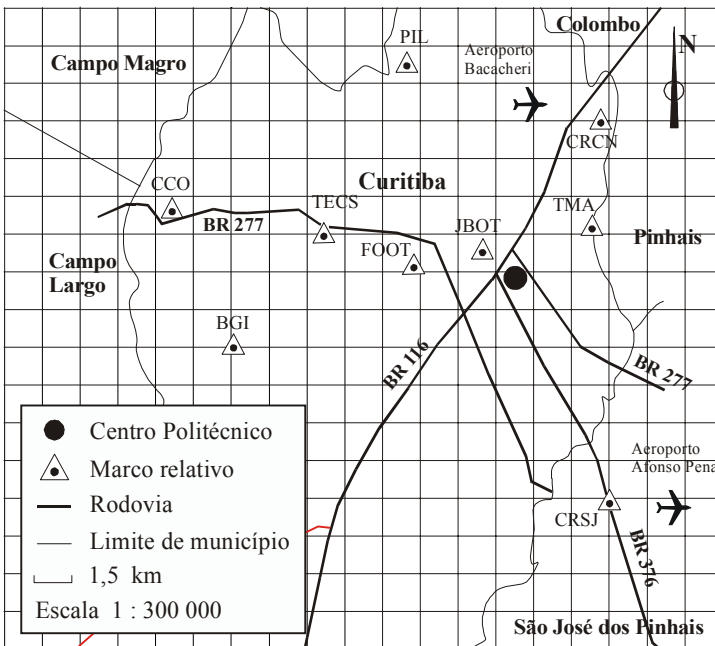 Colombo
PIL
Aeroporto
Bacacheri
N
Campo Magro
CRCN
CCO
Curitiba
TECS
TMA
BR 277
JBOT
FOOT
Pinhais
Campo
Largo
BGI
BR 116
BR 277
Centro Politécnico
Marco relativo
Rodovia
Limite de município
1,5 km
Escala 1 : 300 000
Aeroporto
Afonso Pena
CRSJ
BR 376
São José dos Pinhais